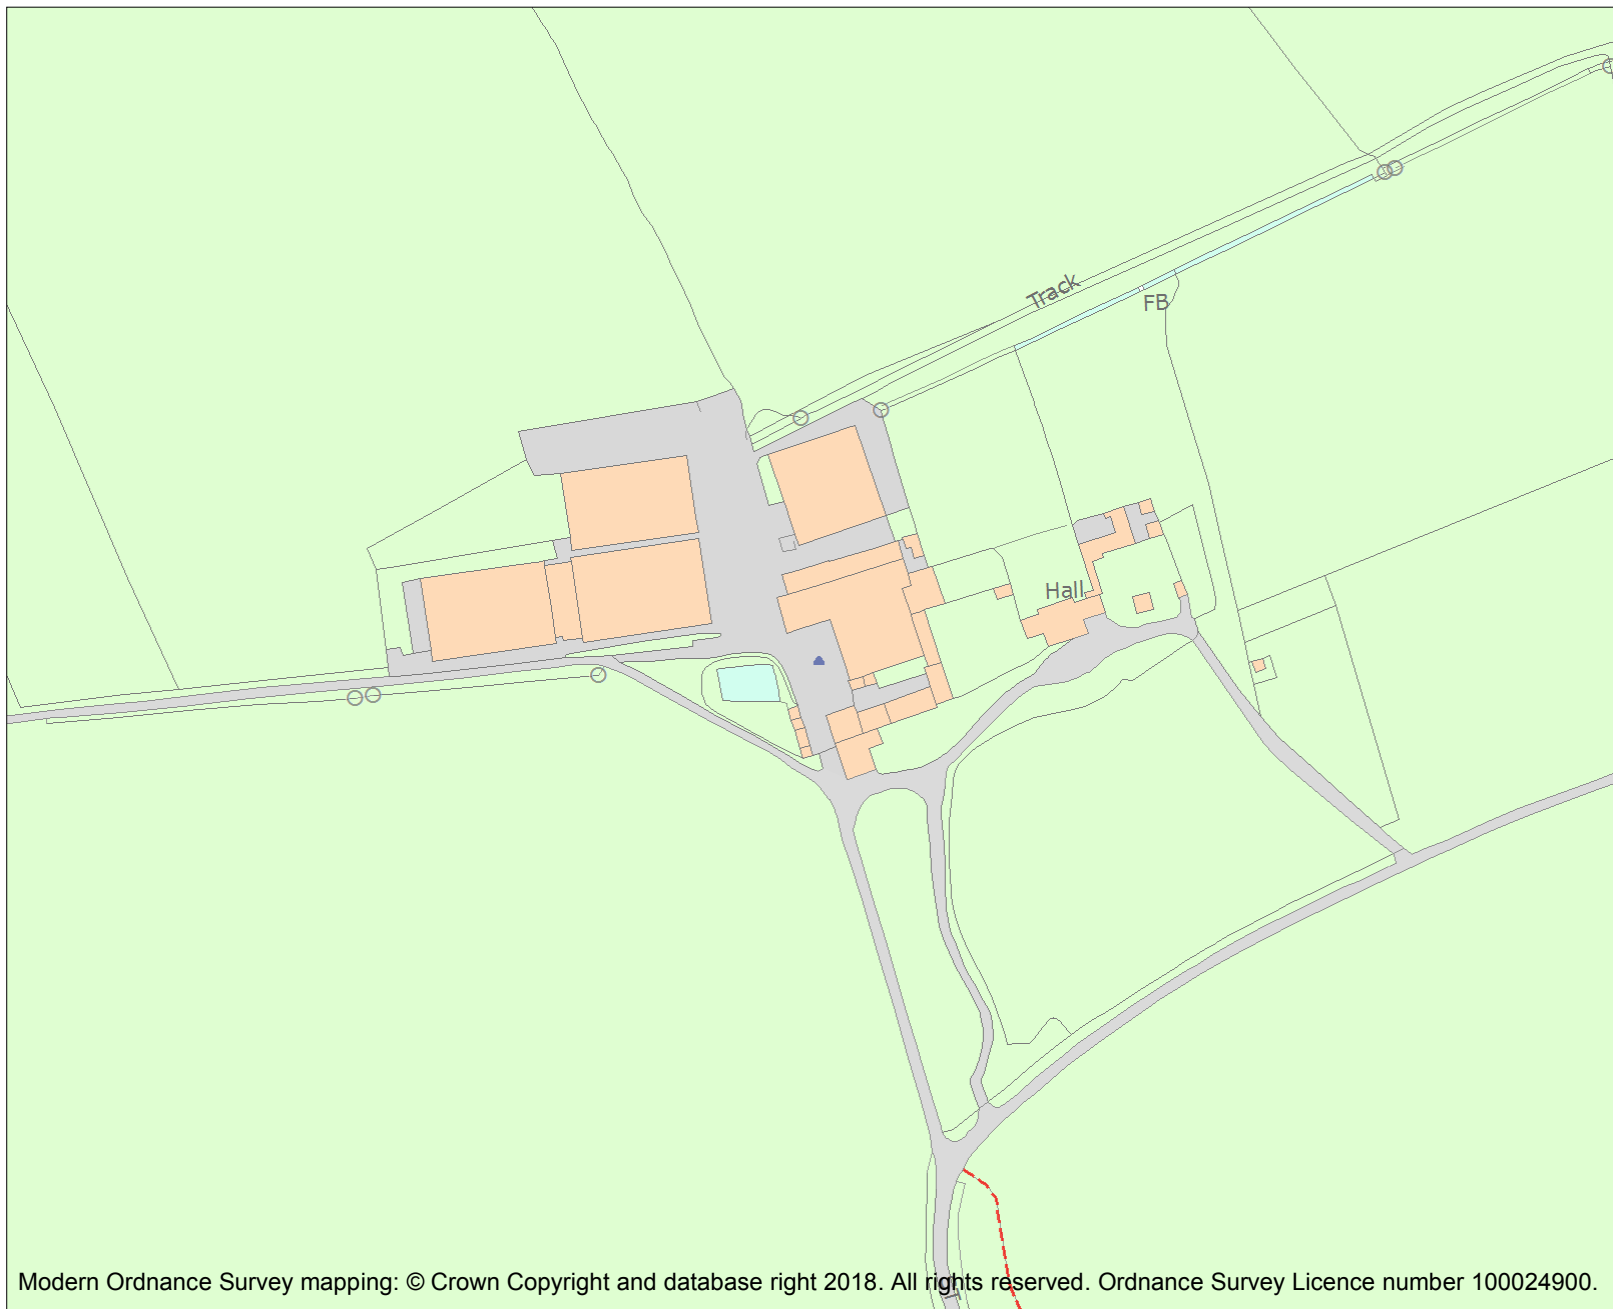 Track
FB
Hall
Modern Ordnance Survey mapping: © Crown Copyright and database right 2018. All rights reserved. Ordnance Survey Licence number 100024900.